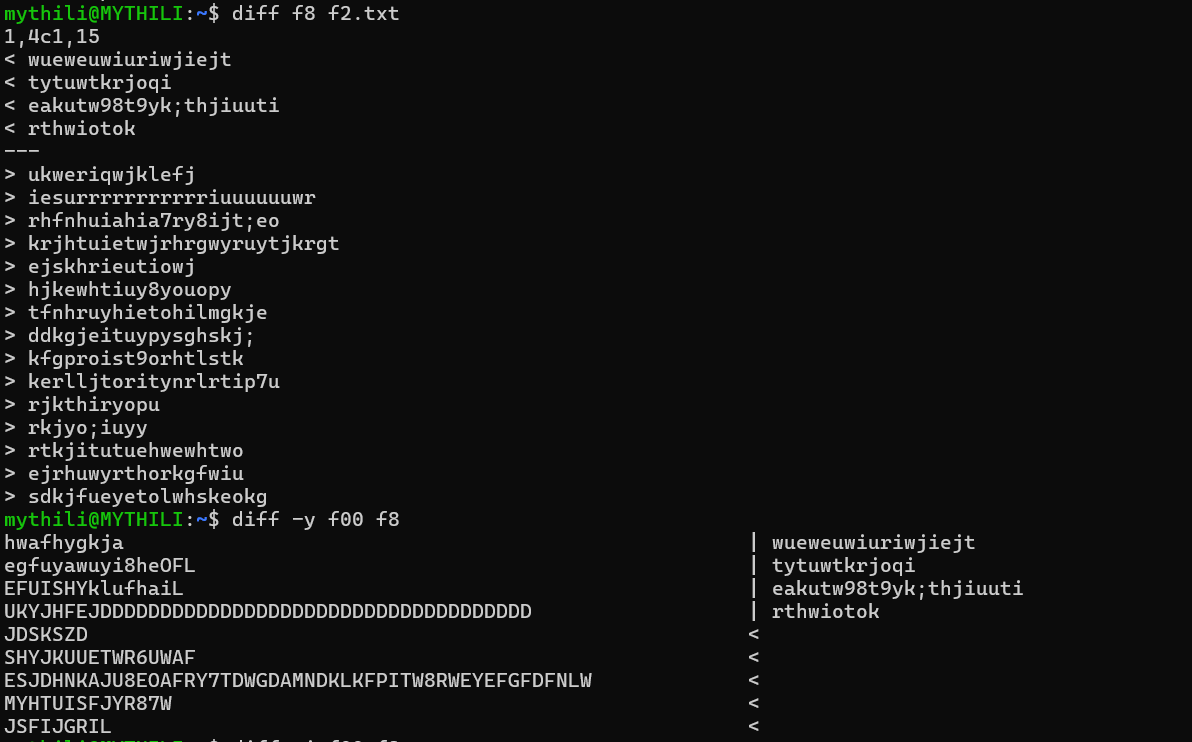 mythili@MYTHILI:~$ diff f8 f2.txt
1,4c1,15
< wueweuwiuriwjiejt
< tytuwtkrjoqi
< eakutw98t9yk;thjiuuti
< rthwiotok
---
> ukweriqwjklefj
> iesurrrrrrrrrrriuuuuuuwr
> rhfnhuiahia7ry8ijt;eo
> krjhtuietwjrhrgwyruytjkrgt
> ejskhrieutiowj
> hjkewhtiuy8youopy
> tfnhruyhietohilmgkje
> ddkgjeituypysghskj;
> kfgproist9orhtlstk
> kerlljtoritynrlrtip7u
> rjkthiryopu
> rkjyo;iuyy
> rtkjitutuehwewhtwo
> ejrhuwyrthorkgfwiu
> sdkjfueyetolwhskeokg
mythili@MYTHILI:~$ diff -y f00 f8
hwafhygkja | wueweuwiuriwjiejt
egfuyawuyi8heOFL | tytuwtkrjoqi
EFUISHYklufhaiL | eakutw98t9yk;thjiuuti
UKYJHFEJDDDDDDDDDDDDDDDDDDDDDDDDDDDDDDDDDDDD | rthwiotok
JDSKSZD <
SHYJKUUETWR6UWAF <
ESJDHNKAJU8EOAFRY7TDWGDAMNDKLKFPITW8RWEYEFGFDFNLW <
MYHTUISFJYR87W <
JSFIJGRIL <